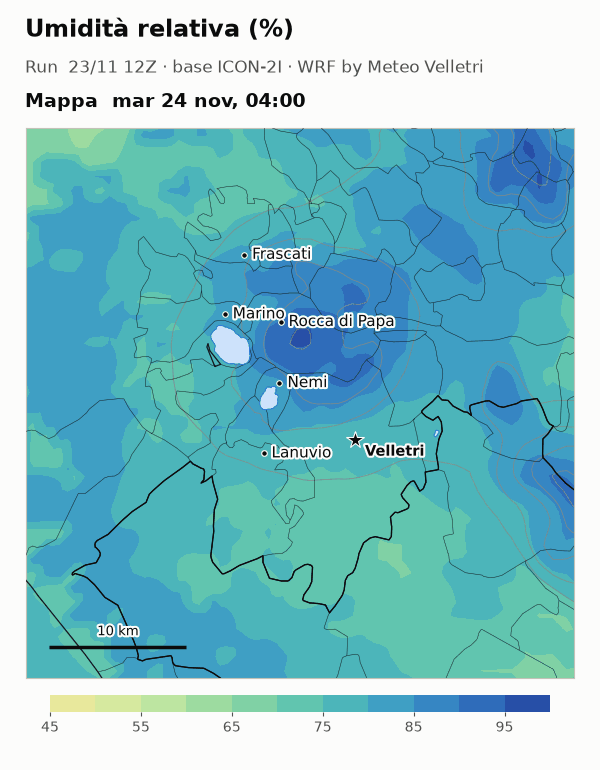 Umidità relativa (%)
Run 23/11 12Z · base ICON-2I · WRF by Meteo Velletri
Mappa mar 24 nov, 04:00
Frascati
Marino
Rocca di Papa
Nemi
Velletri
Lanuvio
10 km
45 55 65 75 85 95